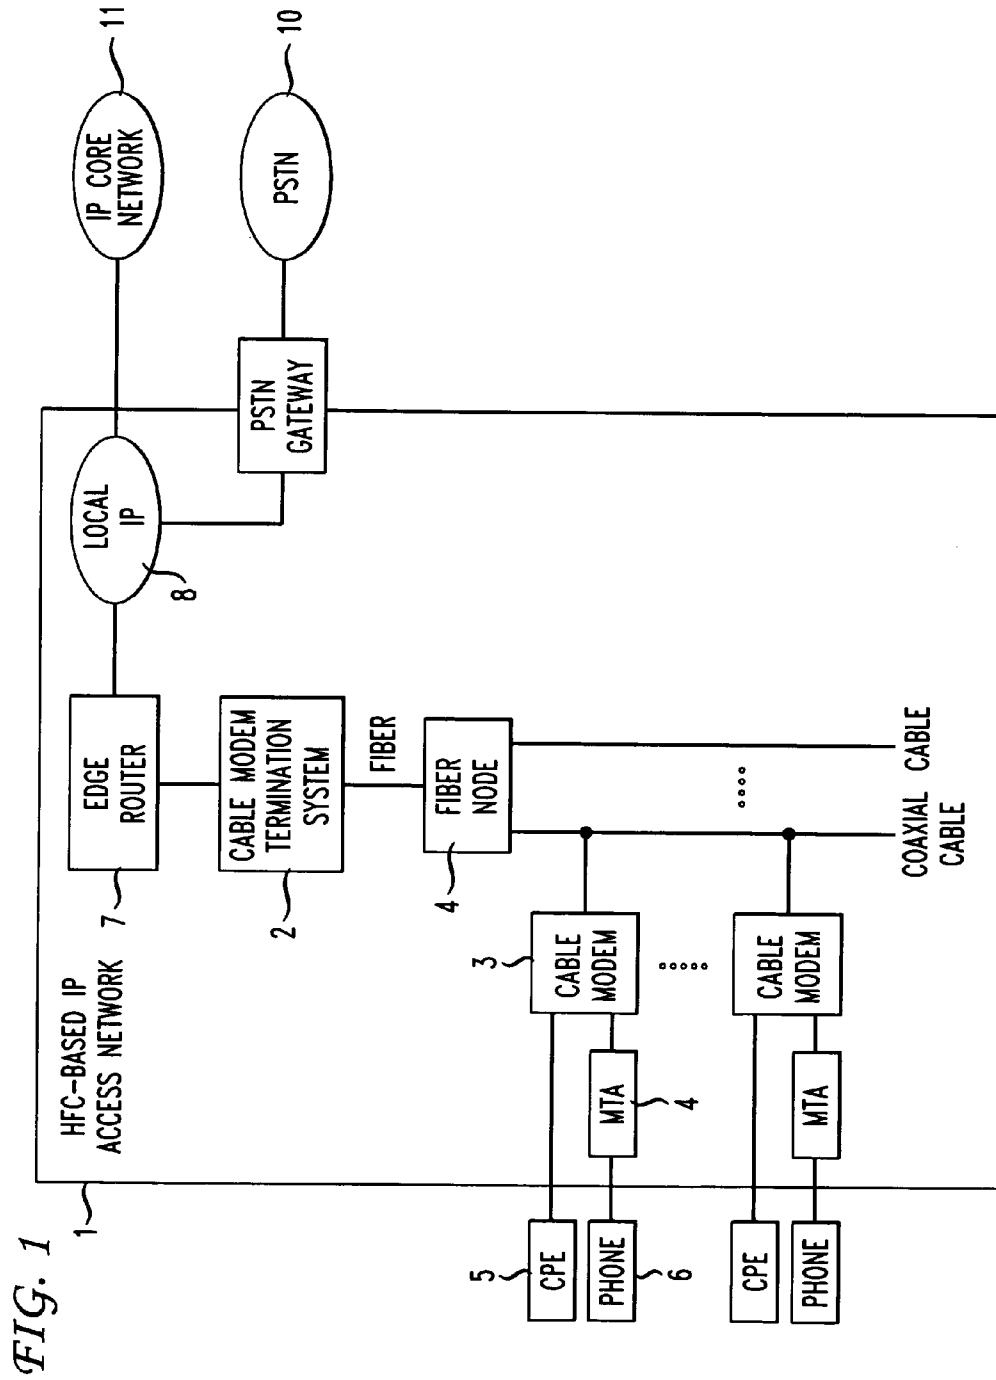 FIG. 1
1
HFC-BASED IP
ACCESS NETWORK
7
EDGE
ROUTER
LOCAL
IP
8
IP CORE
NETWORK
11
2
CABLE MODEM
TERMINATION
SYSTEM
PSTN
GATEWAY
PSTN
10
FIBER
4
FIBER
NODE
5
CPE
PHONE
6
MTA
4
3
CABLE
MODEM
CPE
PHONE
MTA
CABLE
MODEM
COAXIAL
CABLE
CABLE